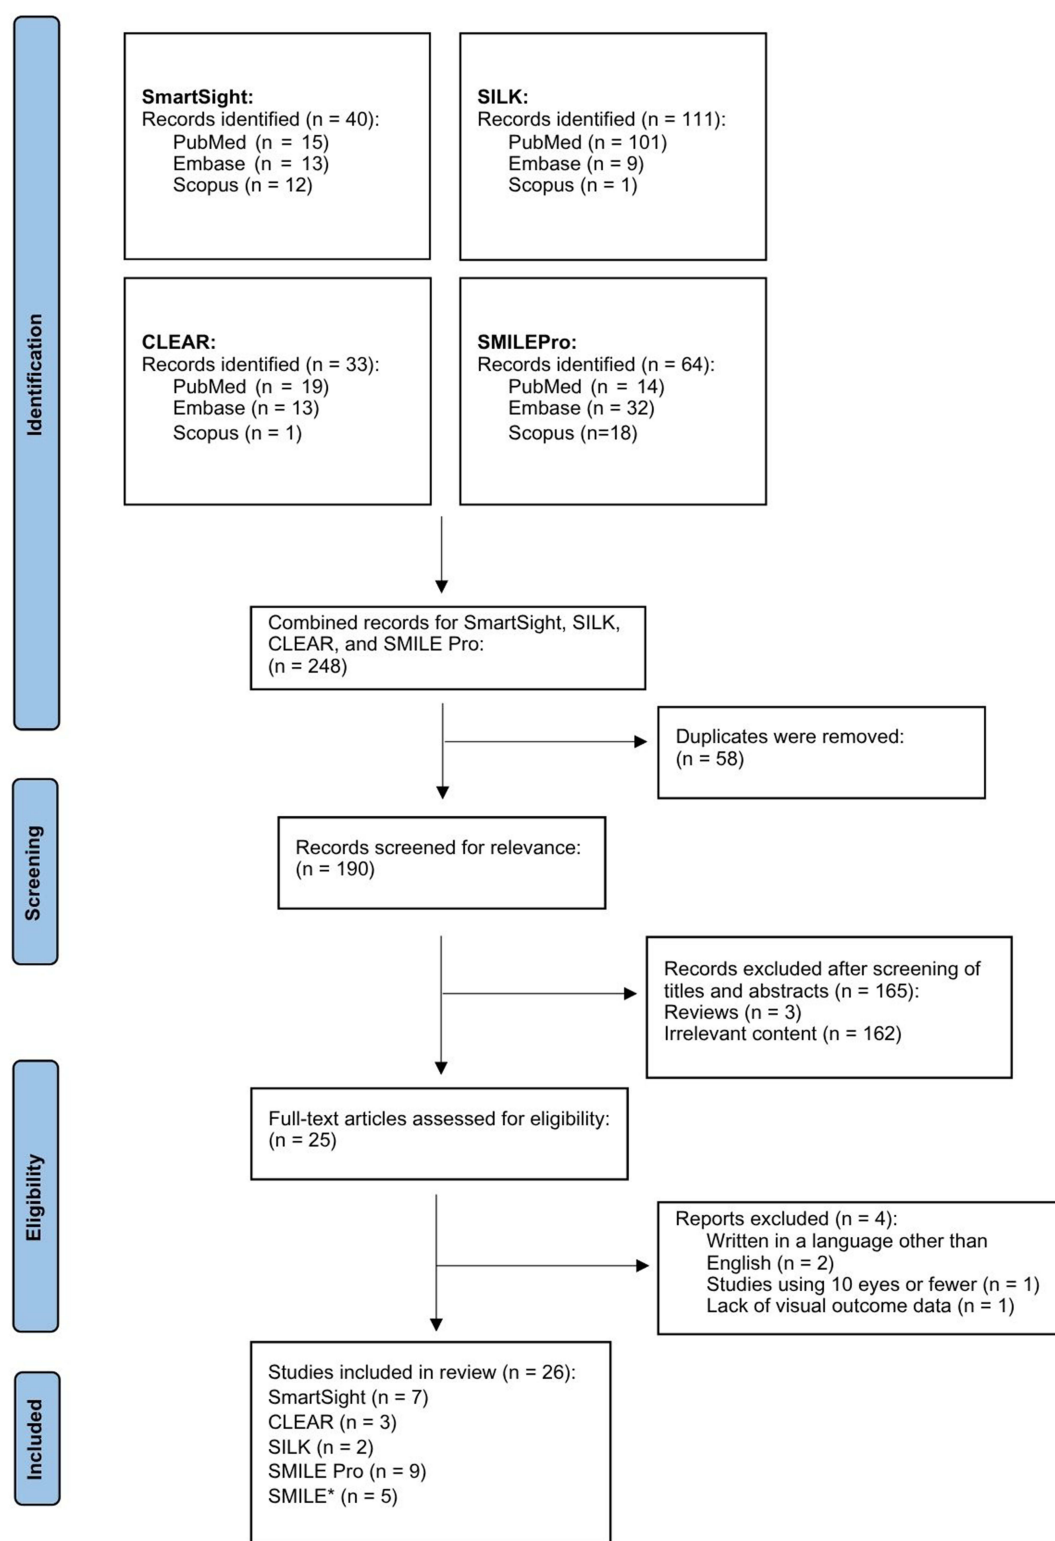 Identification
SmartSight:
Records identified (n = 40):
PubMed (n = 15)
Embase (n = 13)
Scopus (n = 12)
SILK:
Records identified (n = 111):
PubMed (n = 101)
Embase (n = 9)
Scopus (n = 1)
CLEAR:
Records identified (n = 33):
PubMed (n = 19)
Embase (n = 13)
Scopus (n = 1)
SMILEPro:
Records identified (n = 64):
PubMed (n = 14)
Embase (n = 32)
Scopus (n=18)
Combined records for SmartSight, SILK,
CLEAR, and SMILE Pro:
(n = 248)
Duplicates were removed:
(n = 58)
Screening
Records screened for relevance:
(n = 190)
Records excluded after screening of
titles and abstracts (n = 165):
Reviews (n = 3)
Irrelevant content (n = 162)
Eligibility
Full-text articles assessed for eligibility:
(n = 25)
Reports excluded (n = 4):
Written in a language other than
English (n = 2)
Studies using 10 eyes or fewer (n = 1)
Lack of visual outcome data (n = 1)
Included
Studies included in review (n = 26):
SmartSight (n = 7)
CLEAR (n = 3)
SILK (n = 2)
SMILE Pro (n = 9)
SMILE* (n = 5)